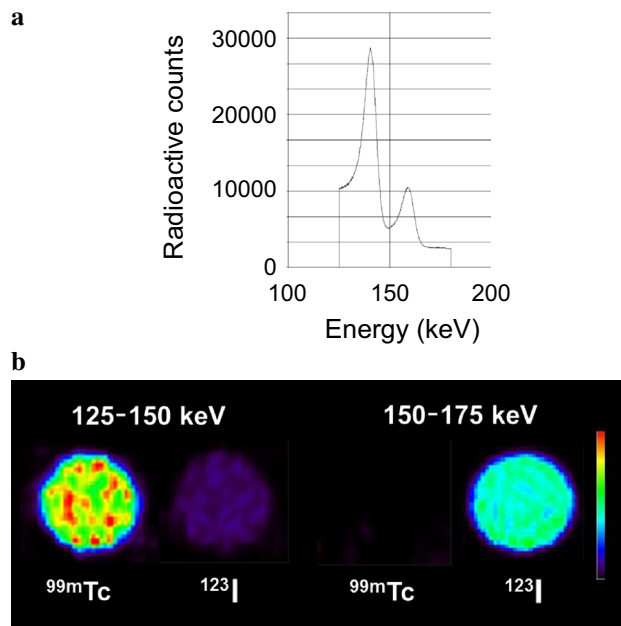 a
Radioactive counts
30000
20000
10000
0
100 150 200
Energy (keV)
b
125-150 keV 150-175 keV
99mTc 123I 99mTc 123I